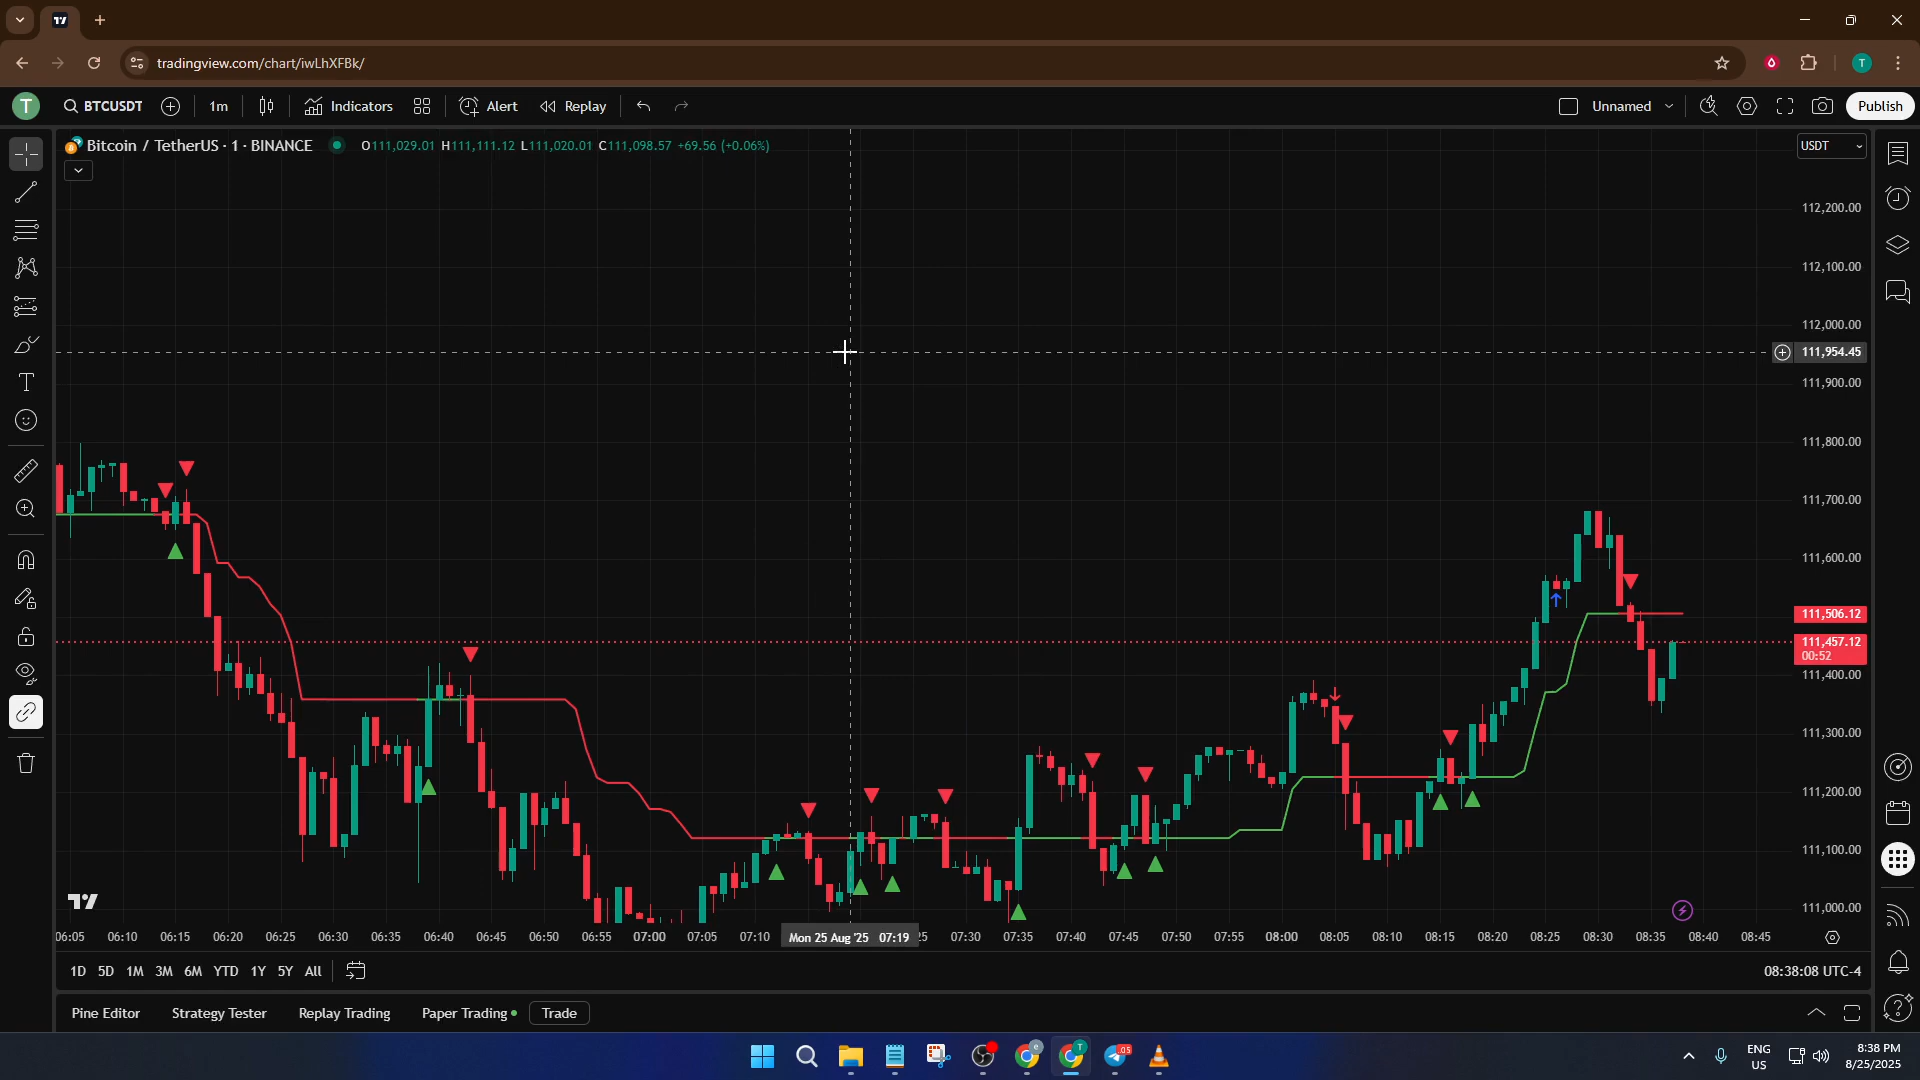 tradingview.com/chart/iwLhXFBk/
T
T BTCUSDT 1m Indicators Alert Replay Unnamed Publish
Bitcoin / TetherUS · 1 · BINANCE O111,029.01 H111,111.12 L111,020.01 C111,098.57 +69.56 (+0.06%)
USDT
112,200.00
112,100.00
112,000.00
111,954.45
111,900.00
111,800.00
111,700.00
111,600.00
111,506.12
111,457.12
00:52
111,400.00
111,300.00
111,200.00
111,100.00
111,000.00
06:05 06:10 06:15 06:20 06:25 06:30 06:35 06:40 06:45 06:50 06:55 07:00 07:05 07:10 Mon 25 Aug '25 07:19 25 07:30 07:35 07:40 07:45 07:50 07:55 08:00 08:05 08:10 08:15 08:20 08:25 08:30 08:35 08:40 08:45
1D 5D 1M 3M 6M YTD 1Y 5Y All 08:38:08 UTC-4
Pine Editor Strategy Tester Replay Trading Paper Trading Trade
ENG
US
8:38 PM
8/25/2025